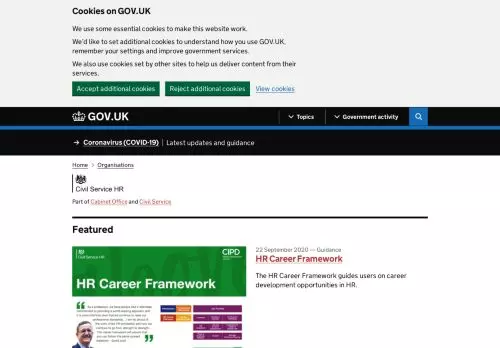 Cookies on GOV.UK
We use some essential cookies to make this website work.
We'd like to set additional cookies to understand how you use GOV.UK,
remember your settings and improve government services.
We also use cookies set by other sites to help us deliver content from their
services.
Accept additional cookies Reject additional cookies View cookies
GOV.UK Topics Government activity
→ Coronavirus (COVID-19) Latest updates and guidance
Home > Organisations
Civil Service HR
Part of Cabinet Office and Civil Service
Featured
22 September 2020 — Guidance
HR Career Framework
The HR Career Framework guides users on career
development opportunities in HR.
Civil Service HR
CIPD
HR Career Framework